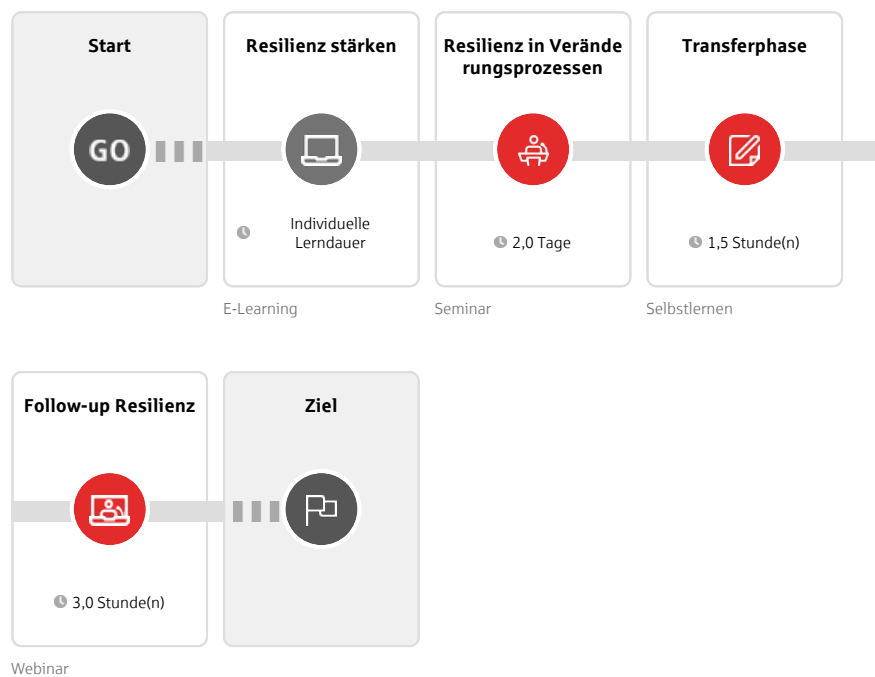 Start
GO
Resilienz stärken
Individuelle
Lerndauer
E-Learning
Resilienz in Verände
rungsprozessen
2,0 Tage
Seminar
Transferphase
1,5 Stunde(n)
Selbstlernen
Follow-up Resilienz
3,0 Stunde(n)
Webinar
Ziel